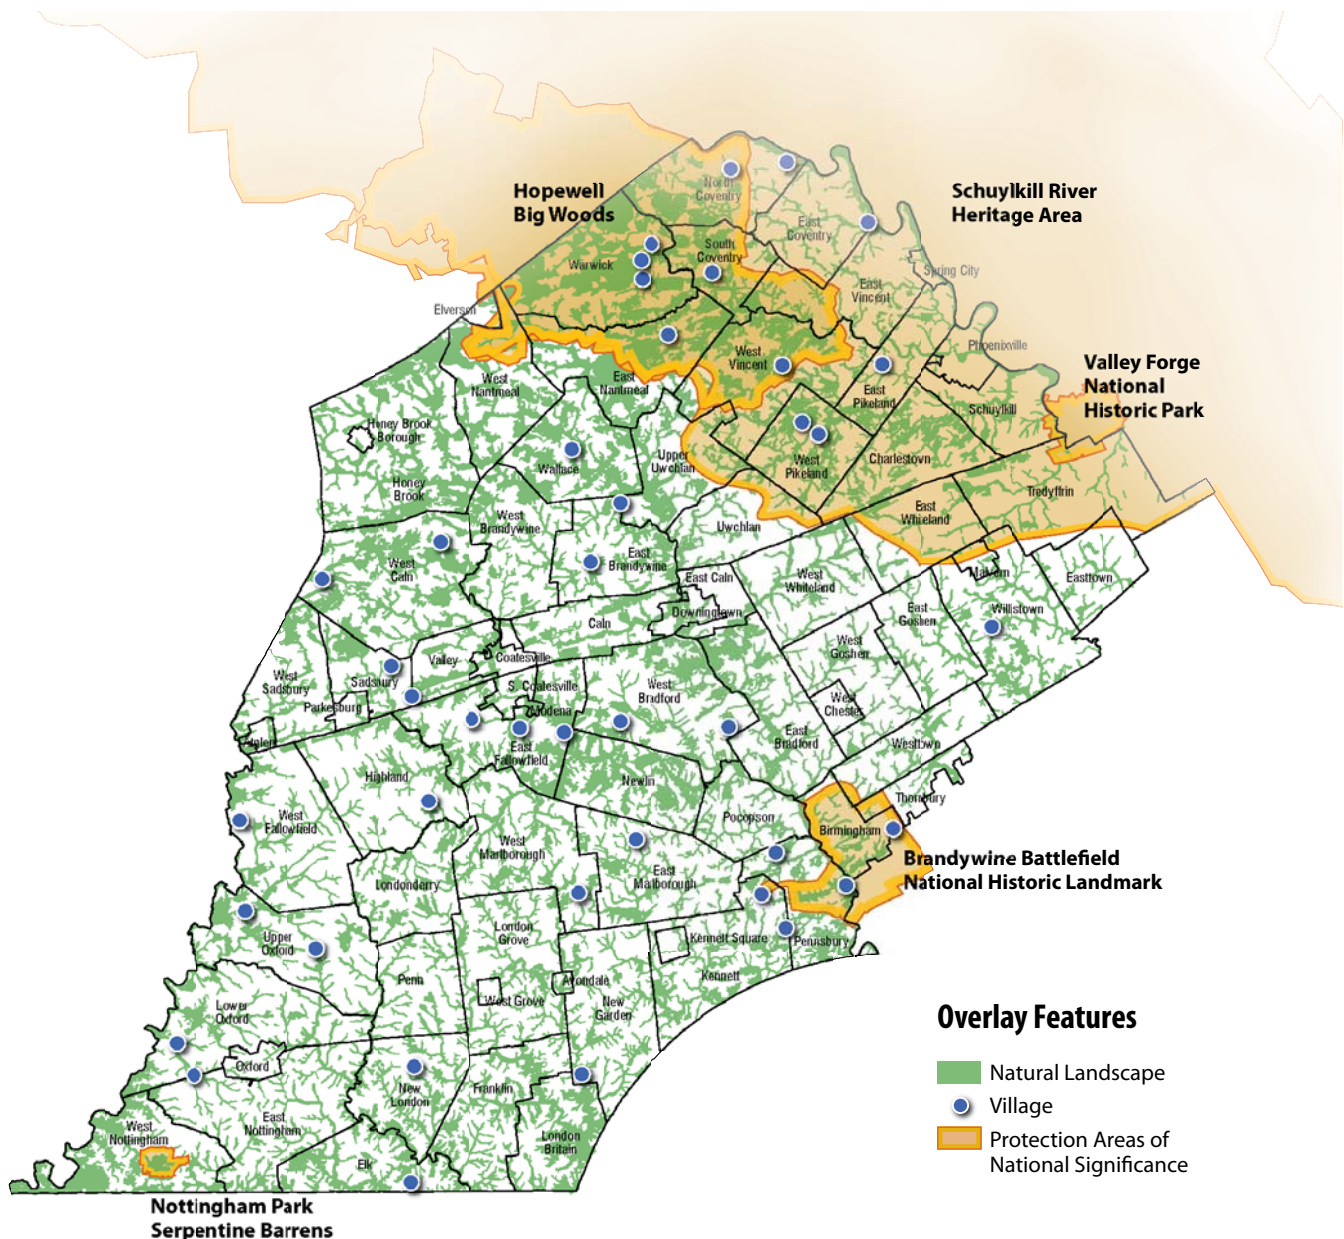 Hopewell
Big Woods
Schuylkill River
Heritage Area
North
Coventry
East
Coventry
South
Coventry
Warwick
Spring City
East
Vincent
Elverson
Phoenixville
West
Vincent
Valley Forge
National
Historic Park
West
Nantmeal
East
Nantmeal
East
Pikeland
Schuylkill
Honey Brook
Borough
Upper
Uwchlan
Wallace
West
Pikeland
Charlestown
Honey
Brook
Tredyffrin
East
Whiteland
West
Brandywine
Uwchlan
East
Brandywine
West
Caln
East Caln
West
Whiteland
Malvern
Easttown
Downingtown
Caln
East
Goshen
Willistown
West
Goshen
Valley
Coatesville
West
Sadsbury
Sadsbury
S. Coatesville
West
Bradford
Parkesburg
Modena
West
Chester
East
Bradford
Atglen
East
Fallowfield
Westtown
Highland
Newlin
Thornbury
West
Fallowfield
Pocopson
Birmingham
West
Marlborough
East
Marlborough
Brandywine Battlefield
National Historic Landmark
Londonderry
London
Grove
Upper
Oxford
Kennett Square
Pennsbury
Penn
Avondale
Kennett
West Grove
New
Garden
Lower
Oxford
Overlay Features
Oxford
Natural Landscape
New
London
Franklin
Village
East
Nottingham
West
Nottingham
London
Britain
Protection Areas of
National Significance
Elk
Nottingham Park
Serpentine Barrens